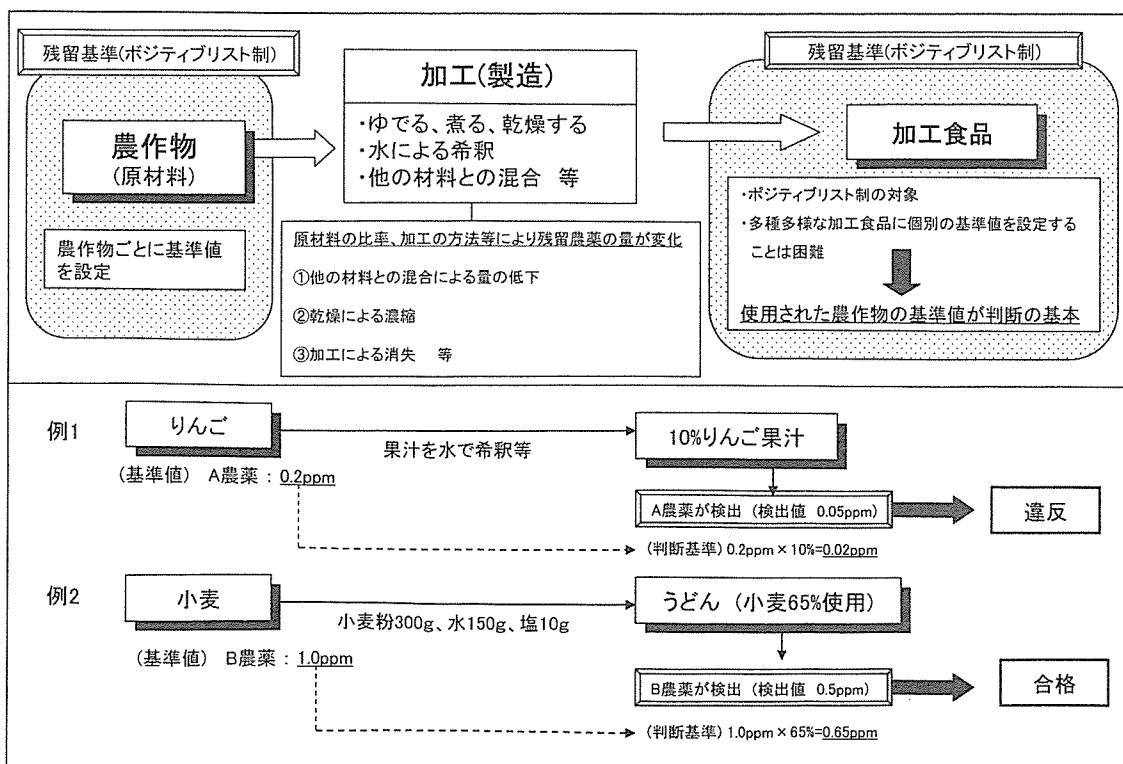 残留基準(ポジティブリスト制)
農作物
(原材料)
農作物ごとに基準値
を設定
加工(製造)
・ゆでる、煮る、乾燥する
・水による希釈
・他の材料との混合　等
原材料の比率、加工の方法等により残留農薬の量が変化
①他の材料との混合による量の低下
②乾燥による濃縮
③加工による消失　等
残留基準(ポジティブリスト制)
加工食品
・ポジティブリスト制の対象
・多種多様な加工食品に個別の基準値を設定する
ことは困難
使用された農作物の基準値が判断の基本
例1
りんご
果汁を水で希釈等
10%りんご果汁
(基準値)　A農薬：0.2ppm
A農薬が検出 (検出値　0.05ppm)
違反
(判断基準) 0.2ppm×10%=0.02ppm
例2
小麦
小麦粉300g、水150g、塩10g
うどん (小麦65%使用)
(基準値)　B農薬：1.0ppm
B農薬が検出 (検出値　0.5ppm)
合格
(判断基準) 1.0ppm×65%=0.65ppm